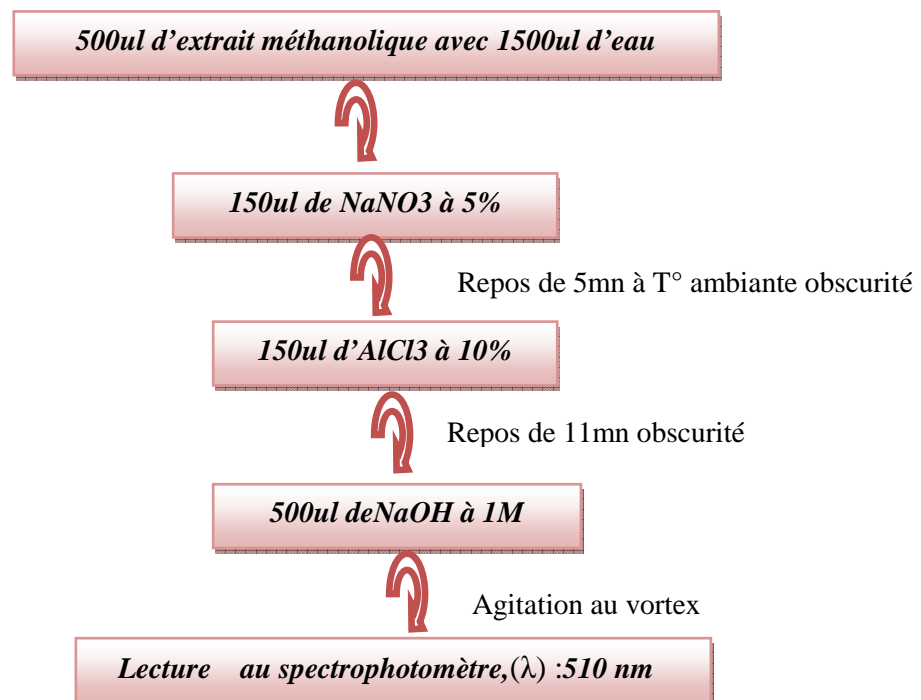 500ul d'extrait méthanolique avec 1500ul d'eau
150ul de NaNO3 à 5%
Repos de 5mn à T° ambiante obscurité
150ul d'AlCl3 à 10%
Repos de 11mn obscurité
500ul deNaOH à 1M
Agitation au vortex
Lecture au spectrophotomètre,(λ) :510 nm